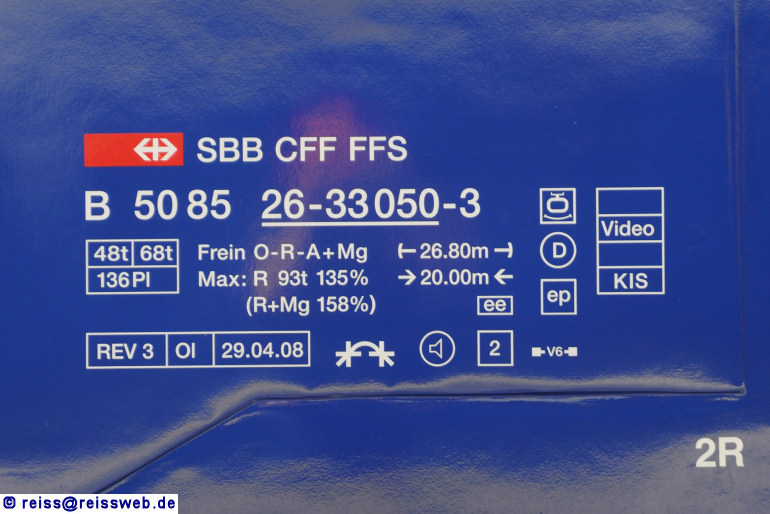 SBB CFF FFS
B 50 85 26-33 050-3
48t 68t
136 Pl
Frein O-R-A+Mg
Max: R 93t 135%
(R+Mg 158%)
26.80m
20.00m
ee
D
ep
Video
KIS
REV 3 OI 29.04.08
2
V6
2R
© reiss@reissweb.de